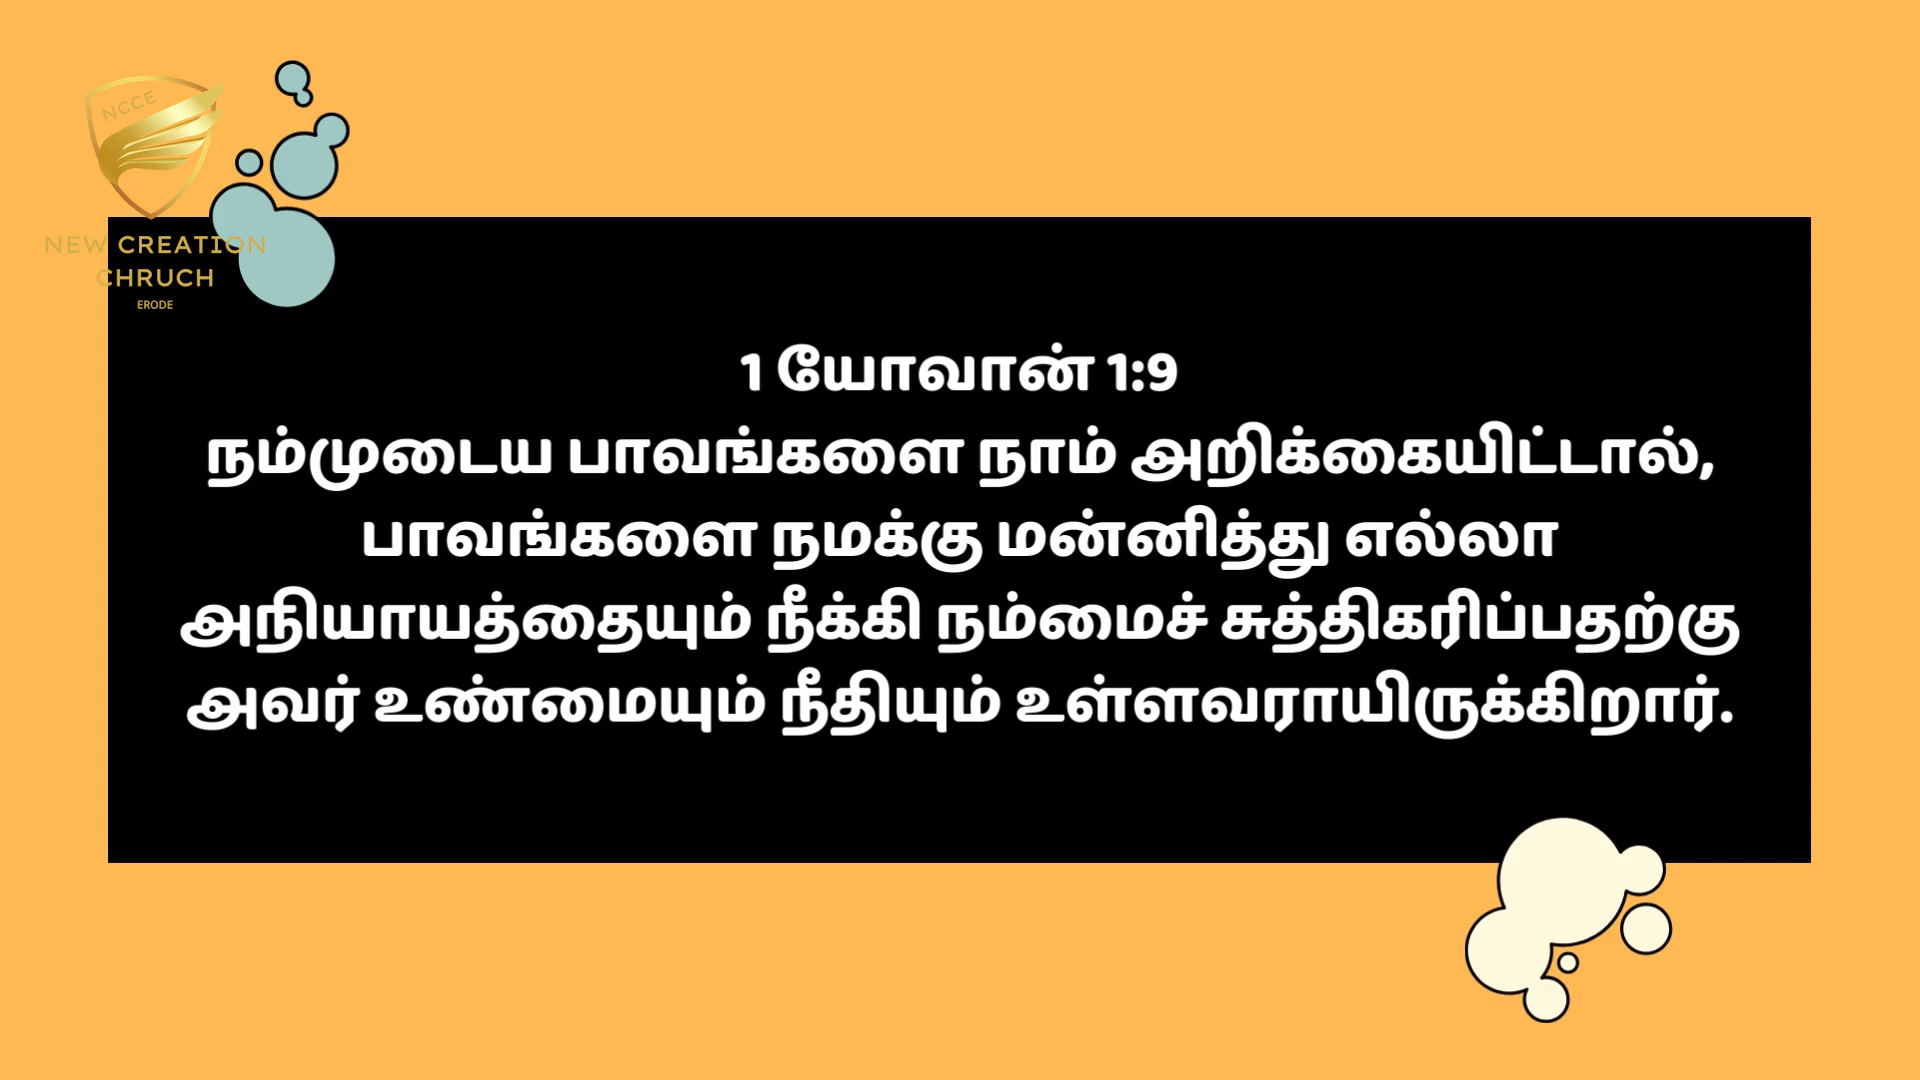 NCCE
NEW CREATION
CHRUCH
ERODE
1 யோவான் 1:9
நம்முடைய பாவங்களை நாம் அறிக்கையிட்டால்,
பாவங்களை நமக்கு மன்னித்து எல்லா
அநியாயத்தையும் நீக்கி நம்மைச் சுத்திகரிப்பதற்கு
அவர் உண்மையும் நீதியும் உள்ளவராயிருக்கிறார்.